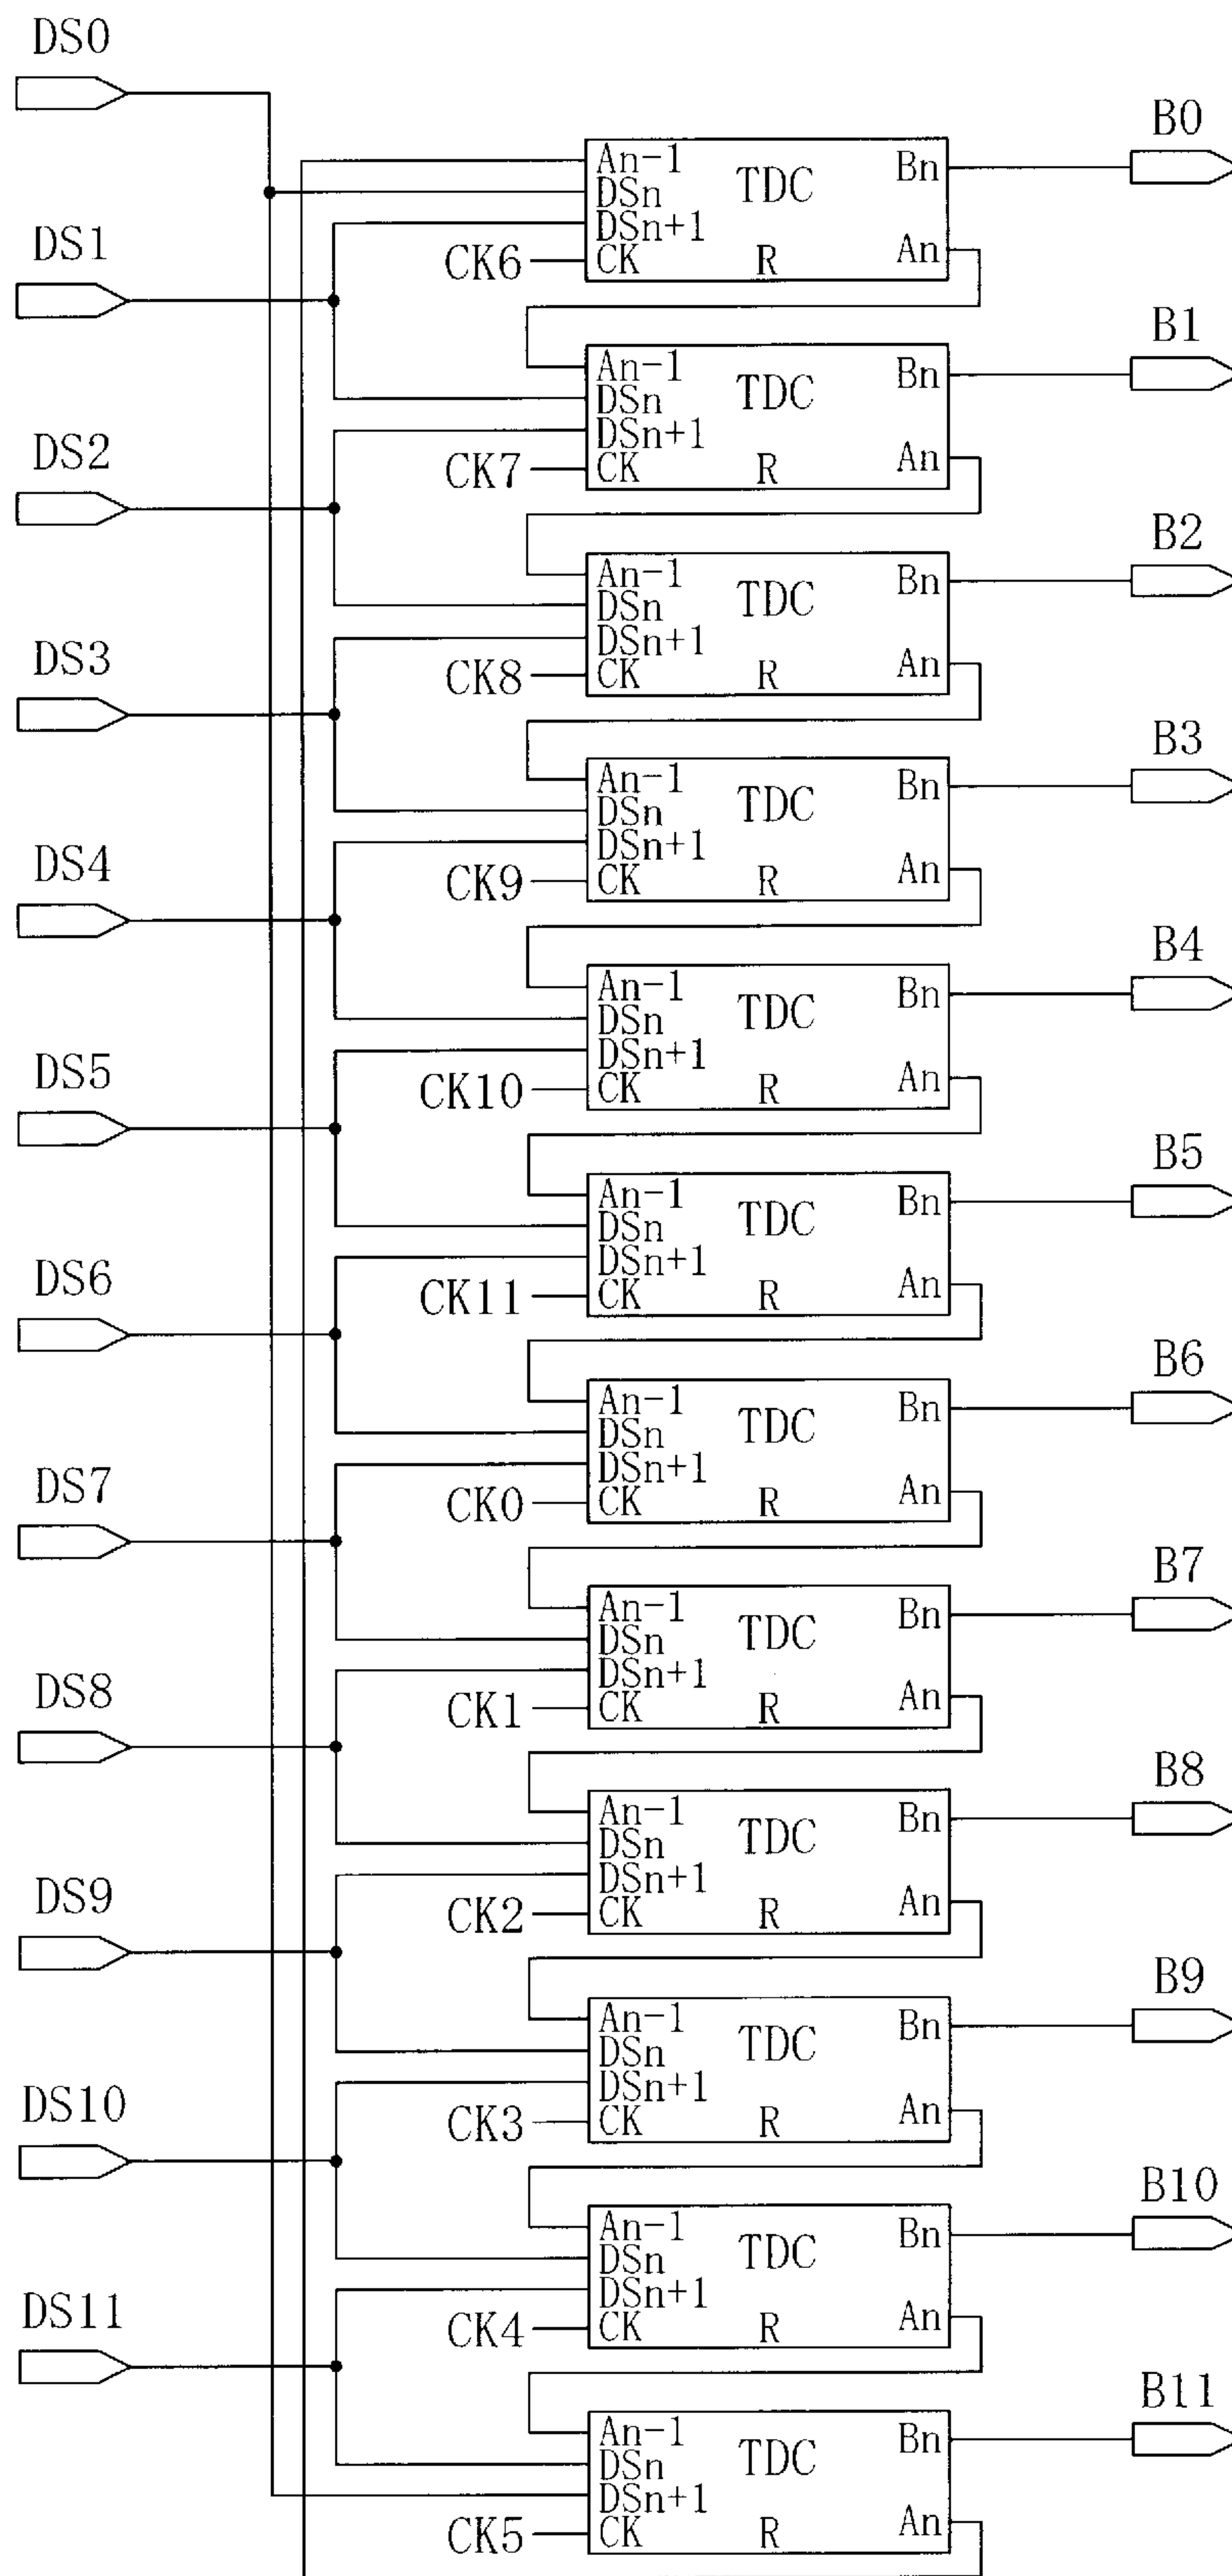 DS0
B0
An-1
DSn
DSn+1
CK
TDC
R
Bn
An
CK6
DS1
B1
An-1
DSn
DSn+1
CK
TDC
R
Bn
An
CK7
DS2
B2
An-1
DSn
DSn+1
CK
TDC
R
Bn
An
CK8
DS3
B3
An-1
DSn
DSn+1
CK
TDC
R
Bn
An
CK9
DS4
B4
An-1
DSn
DSn+1
CK
TDC
R
Bn
An
CK10
DS5
B5
An-1
DSn
DSn+1
CK
TDC
R
Bn
An
CK11
DS6
B6
An-1
DSn
DSn+1
CK
TDC
R
Bn
An
CK0
DS7
B7
An-1
DSn
DSn+1
CK
TDC
R
Bn
An
CK1
DS8
B8
An-1
DSn
DSn+1
CK
TDC
R
Bn
An
CK2
DS9
B9
An-1
DSn
DSn+1
CK
TDC
R
Bn
An
CK3
DS10
B10
An-1
DSn
DSn+1
CK
TDC
R
Bn
An
CK4
DS11
B11
An-1
DSn
DSn+1
CK
TDC
R
Bn
An
CK5